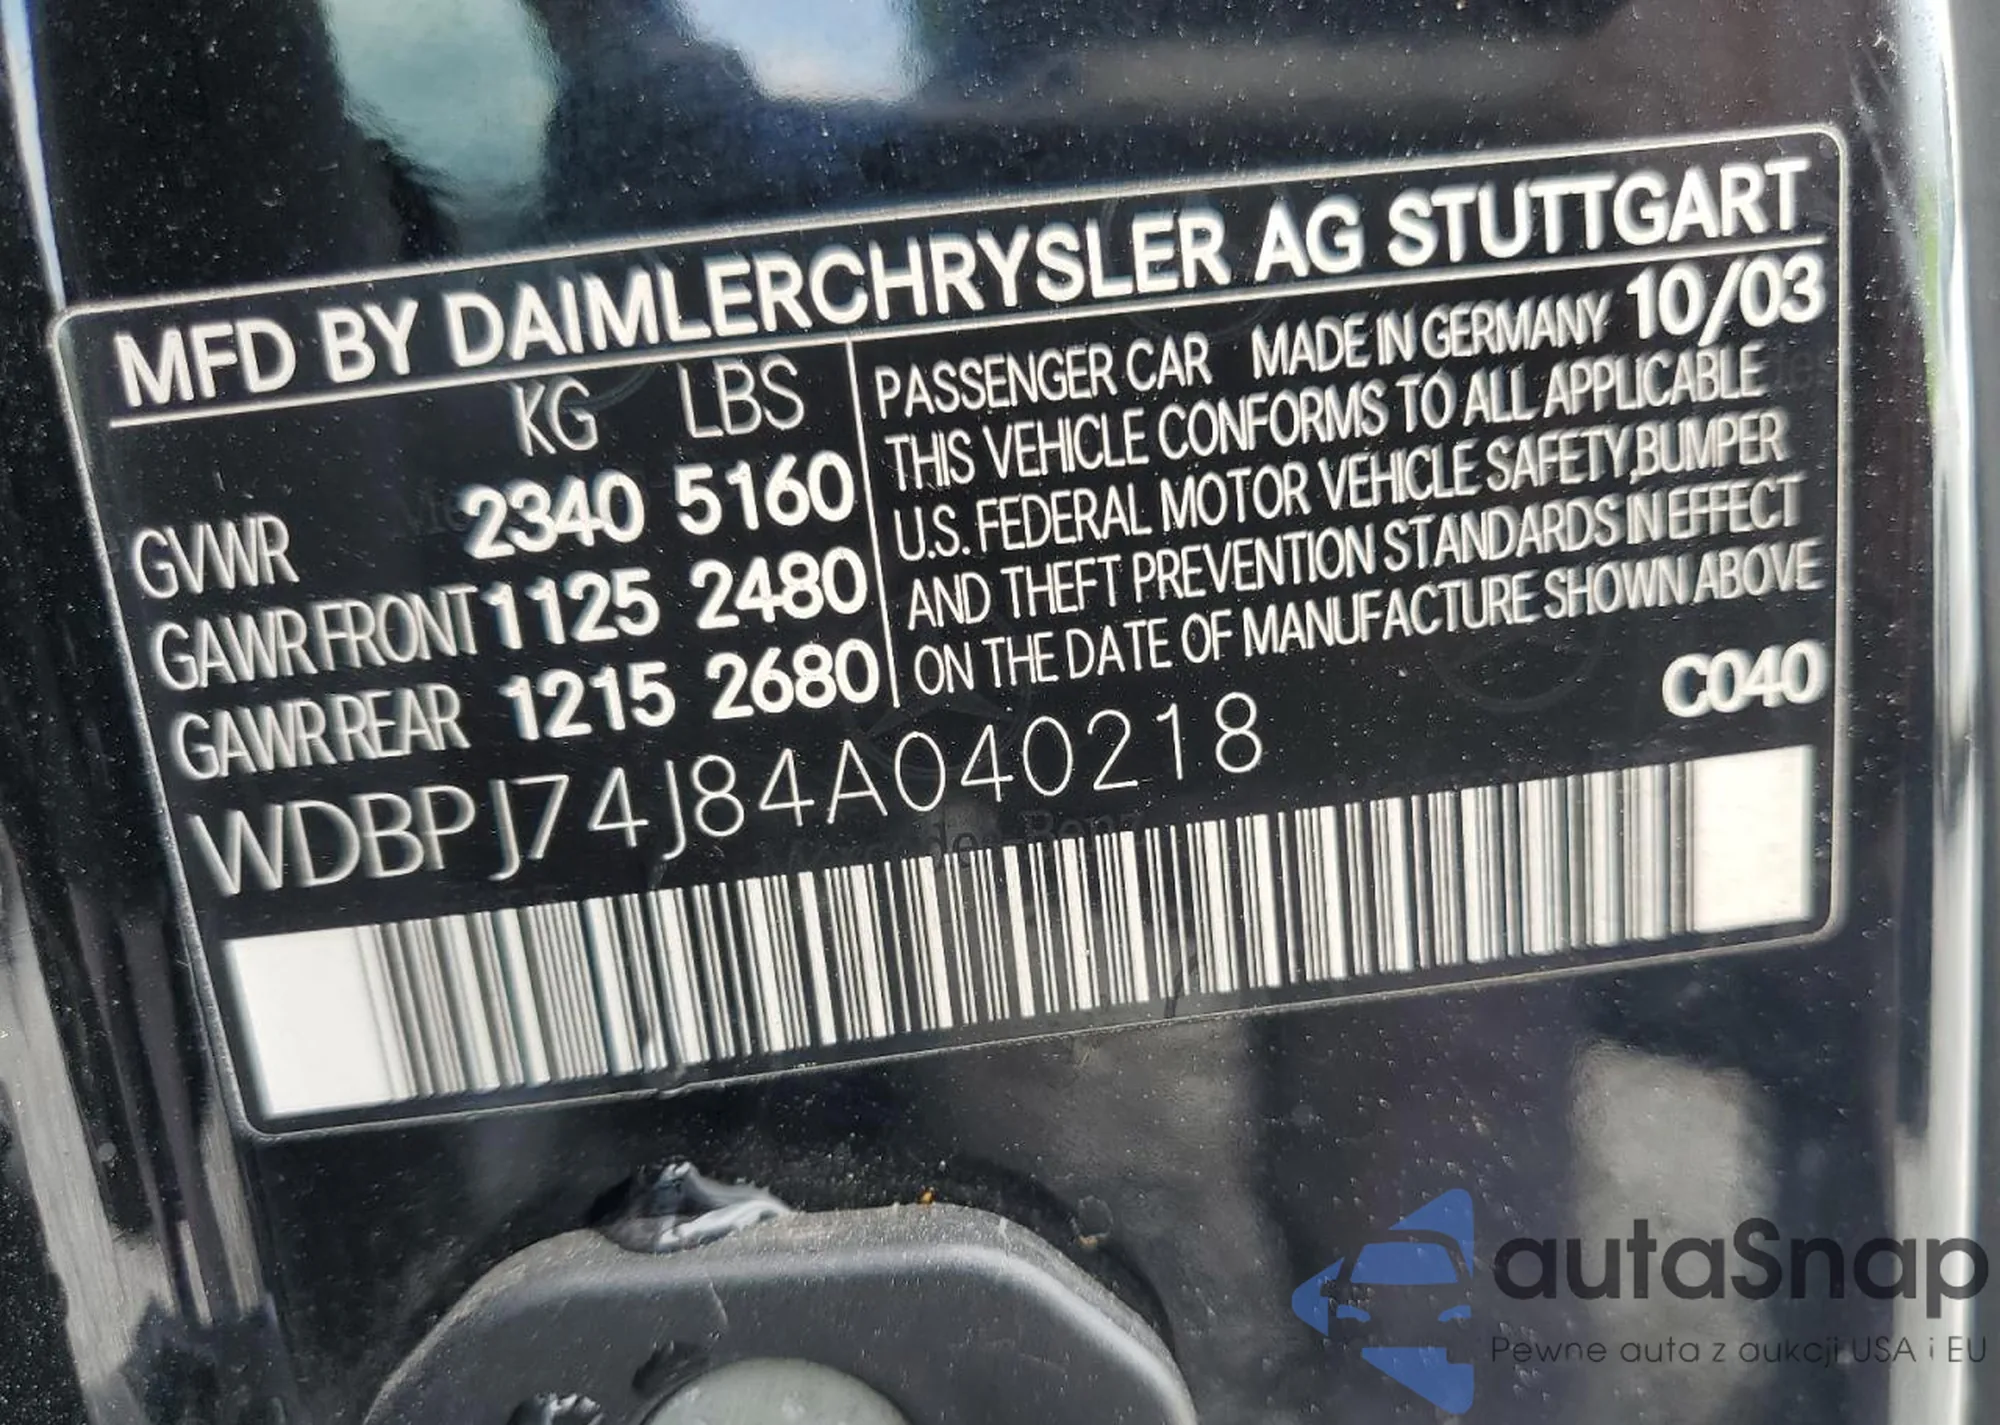 MFD BY DAIMLERCHRYSLER AG STUTTGART
KG LBS
GVWR 2340 5160
GAWR FRONT 1125 2480
GAWR REAR 1215 2680
PASSENGER CAR MADE IN GERMANY 10/03
THIS VEHICLE CONFORMS TO ALL APPLICABLE
U.S. FEDERAL MOTOR VEHICLE SAFETY,BUMPER
AND THEFT PREVENTION STANDARDS IN EFFECT
ON THE DATE OF MANUFACTURE SHOWN ABOVE
C040
WDBPJ74J84A040218
Mercedes-Benz
autaSnap
Pewne auta z aukcji USA i EU